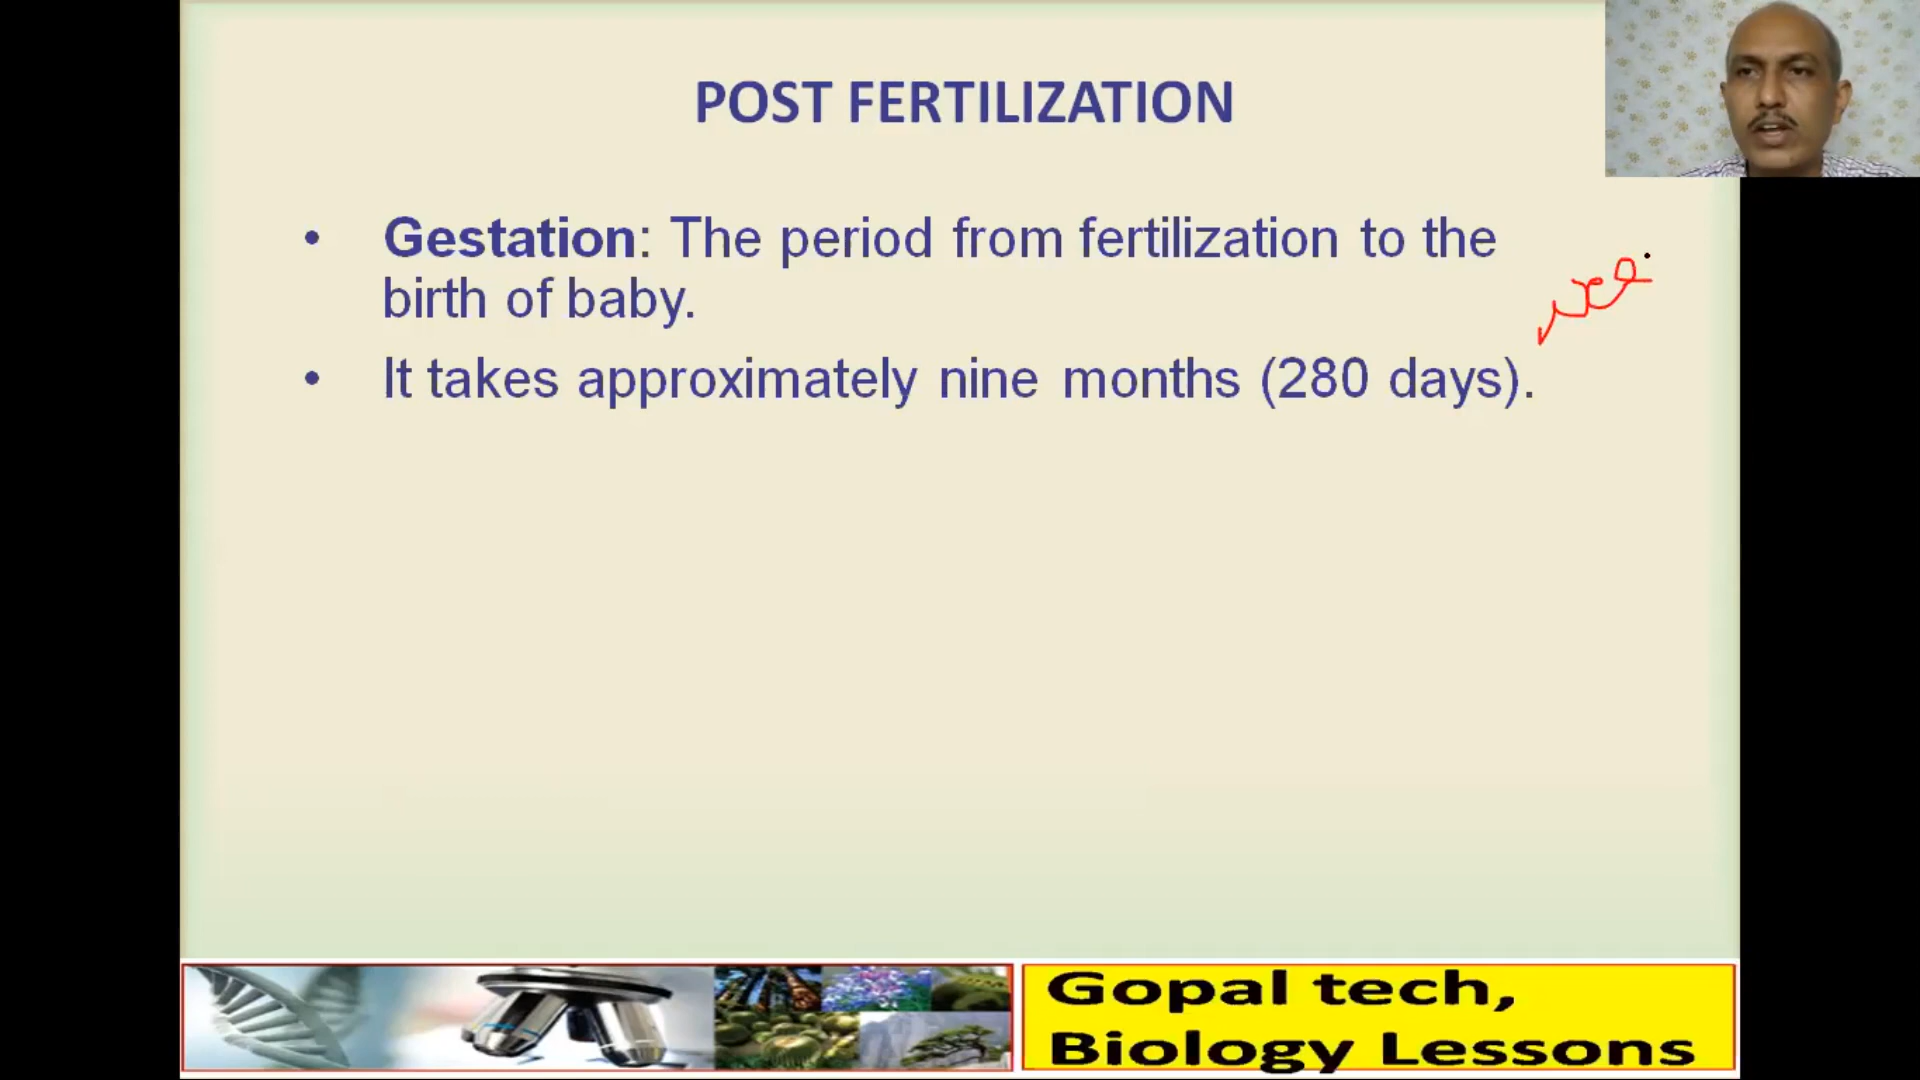 POST FERTILIZATION
• Gestation: The period from fertilization to the
birth of baby.
• It takes approximately nine months (280 days).
Gopal tech,
Biology Lessons